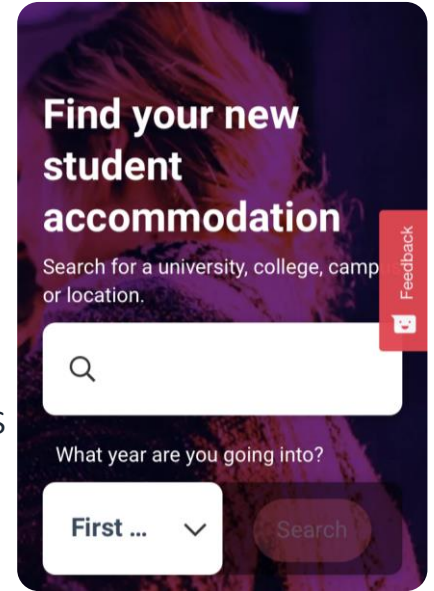 Find your new
student
accommodation
Search for a university, college, camp
or location.
Feedback
What year are you going into?
First ...
Search
s